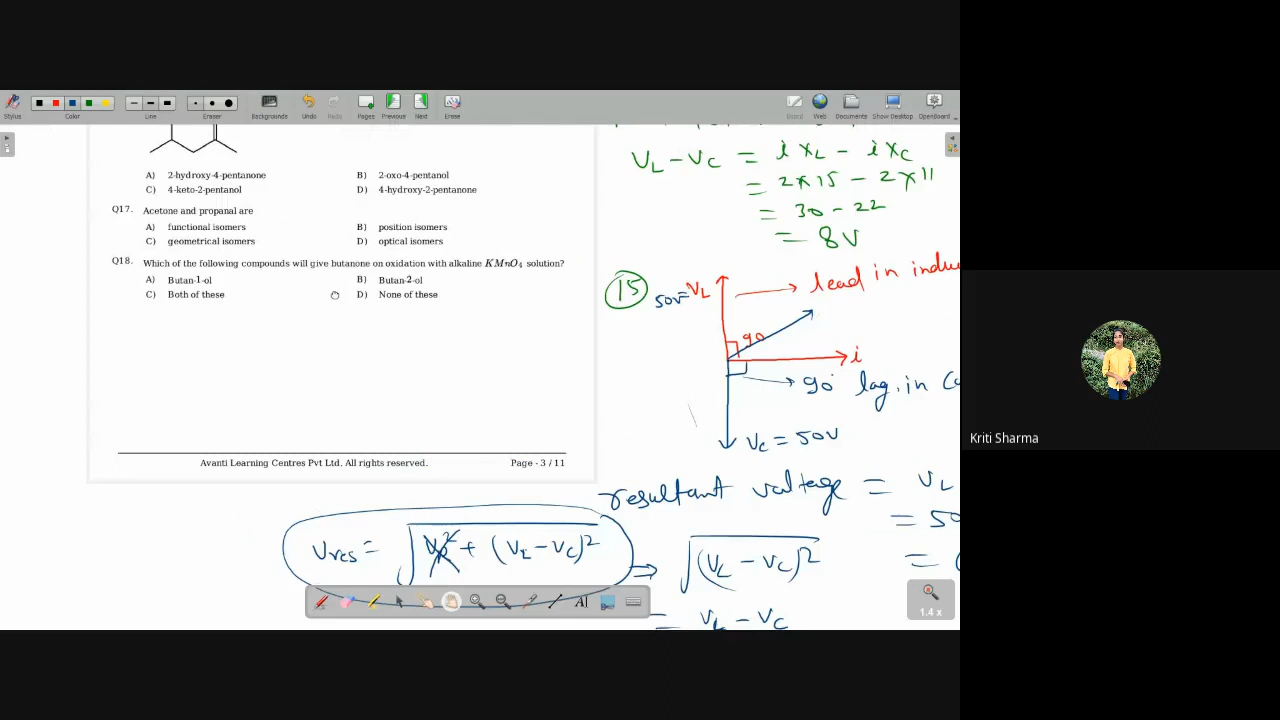 Stylus Color Line Eraser Backgrounds Undo Redo Pages Previous Next Erase Web Documents Show Desktop OpenBoard
A) 2-hydroxy-4-pentanone B) 2-oxo-4-pentanol
C) 4-keto-2-pentanol D) 4-hydroxy-2-pentanone
Q17. Acetone and propanal are
A) functional isomers B) position isomers
C) geometrical isomers D) optical isomers
Q18. Which of the following compounds will give butanone on oxidation with alkaline KMnO4 solution?
A) Butan-1-ol B) Butan-2-ol
C) Both of these D) None of these
Avanti Learning Centres Pvt Ltd. All rights reserved. Page - 3 / 11
VL - VC = i XL - i XC
= 2×15 - 2×11
= 30 - 22
= 8V
15
50V=VL → lead in
90
i
→ 90° lag in
VC = 50V
resultant voltage = VL
= 50
=
Vres = √VR² + (VL - VC)² ⇒ √(VL - VC)²
= VL - VC
AI
1.4 x
Kriti Sharma